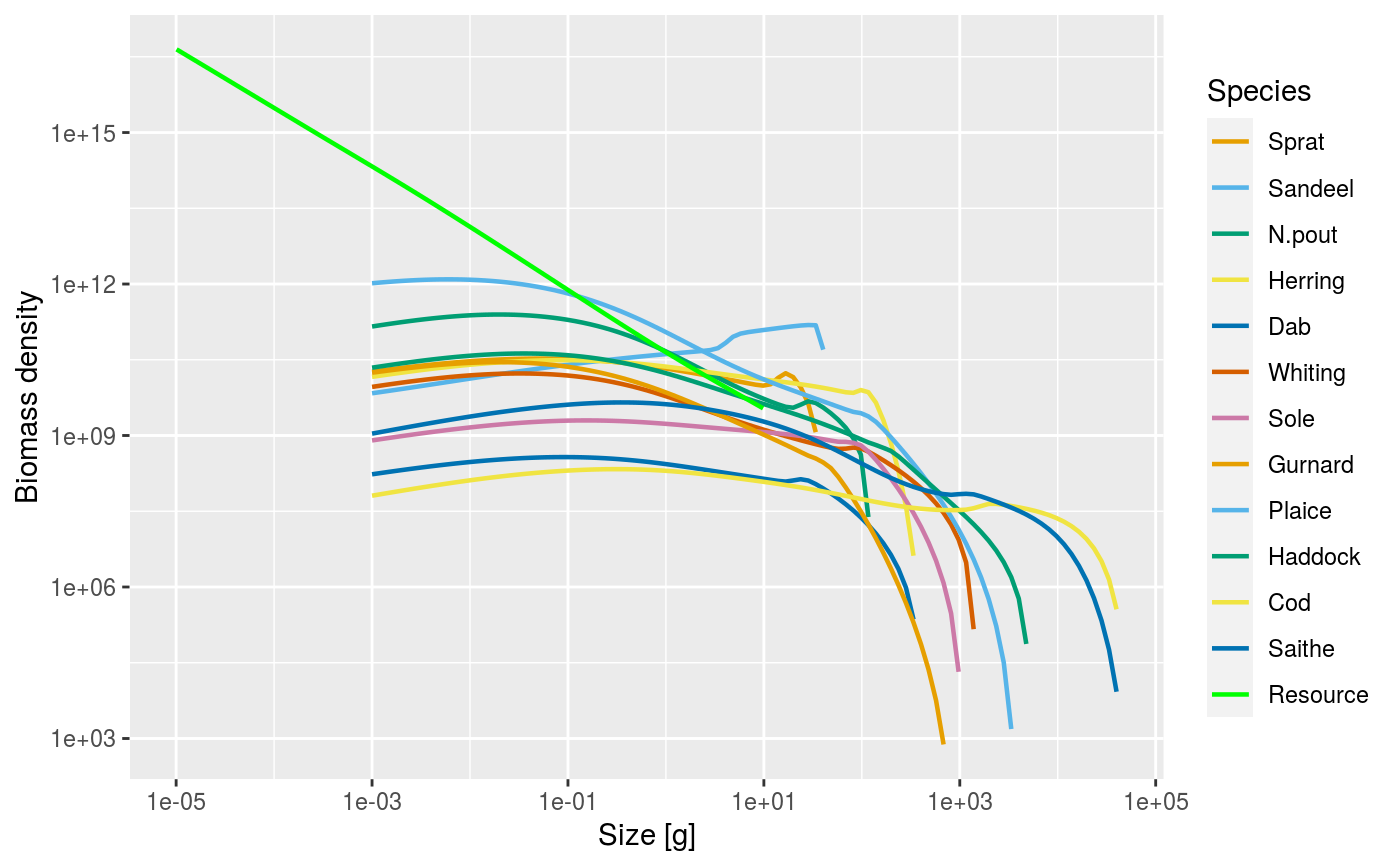 Biomass density
1e+15
1e+12
1e+09
1e+06
1e+03
1e-05 1e-03 1e-01 1e+01 1e+03 1e+05
Size [g]
Species
Sprat
Sandeel
N.pout
Herring
Dab
Whiting
Sole
Gurnard
Plaice
Haddock
Cod
Saithe
Resource